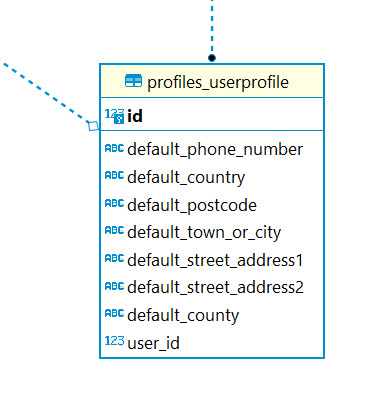 profiles_userprofile
123 id
ABC default_phone_number
ABC default_country
ABC default_postcode
ABC default_town_or_city
ABC default_street_address1
ABC default_street_address2
ABC default_county
123 user_id